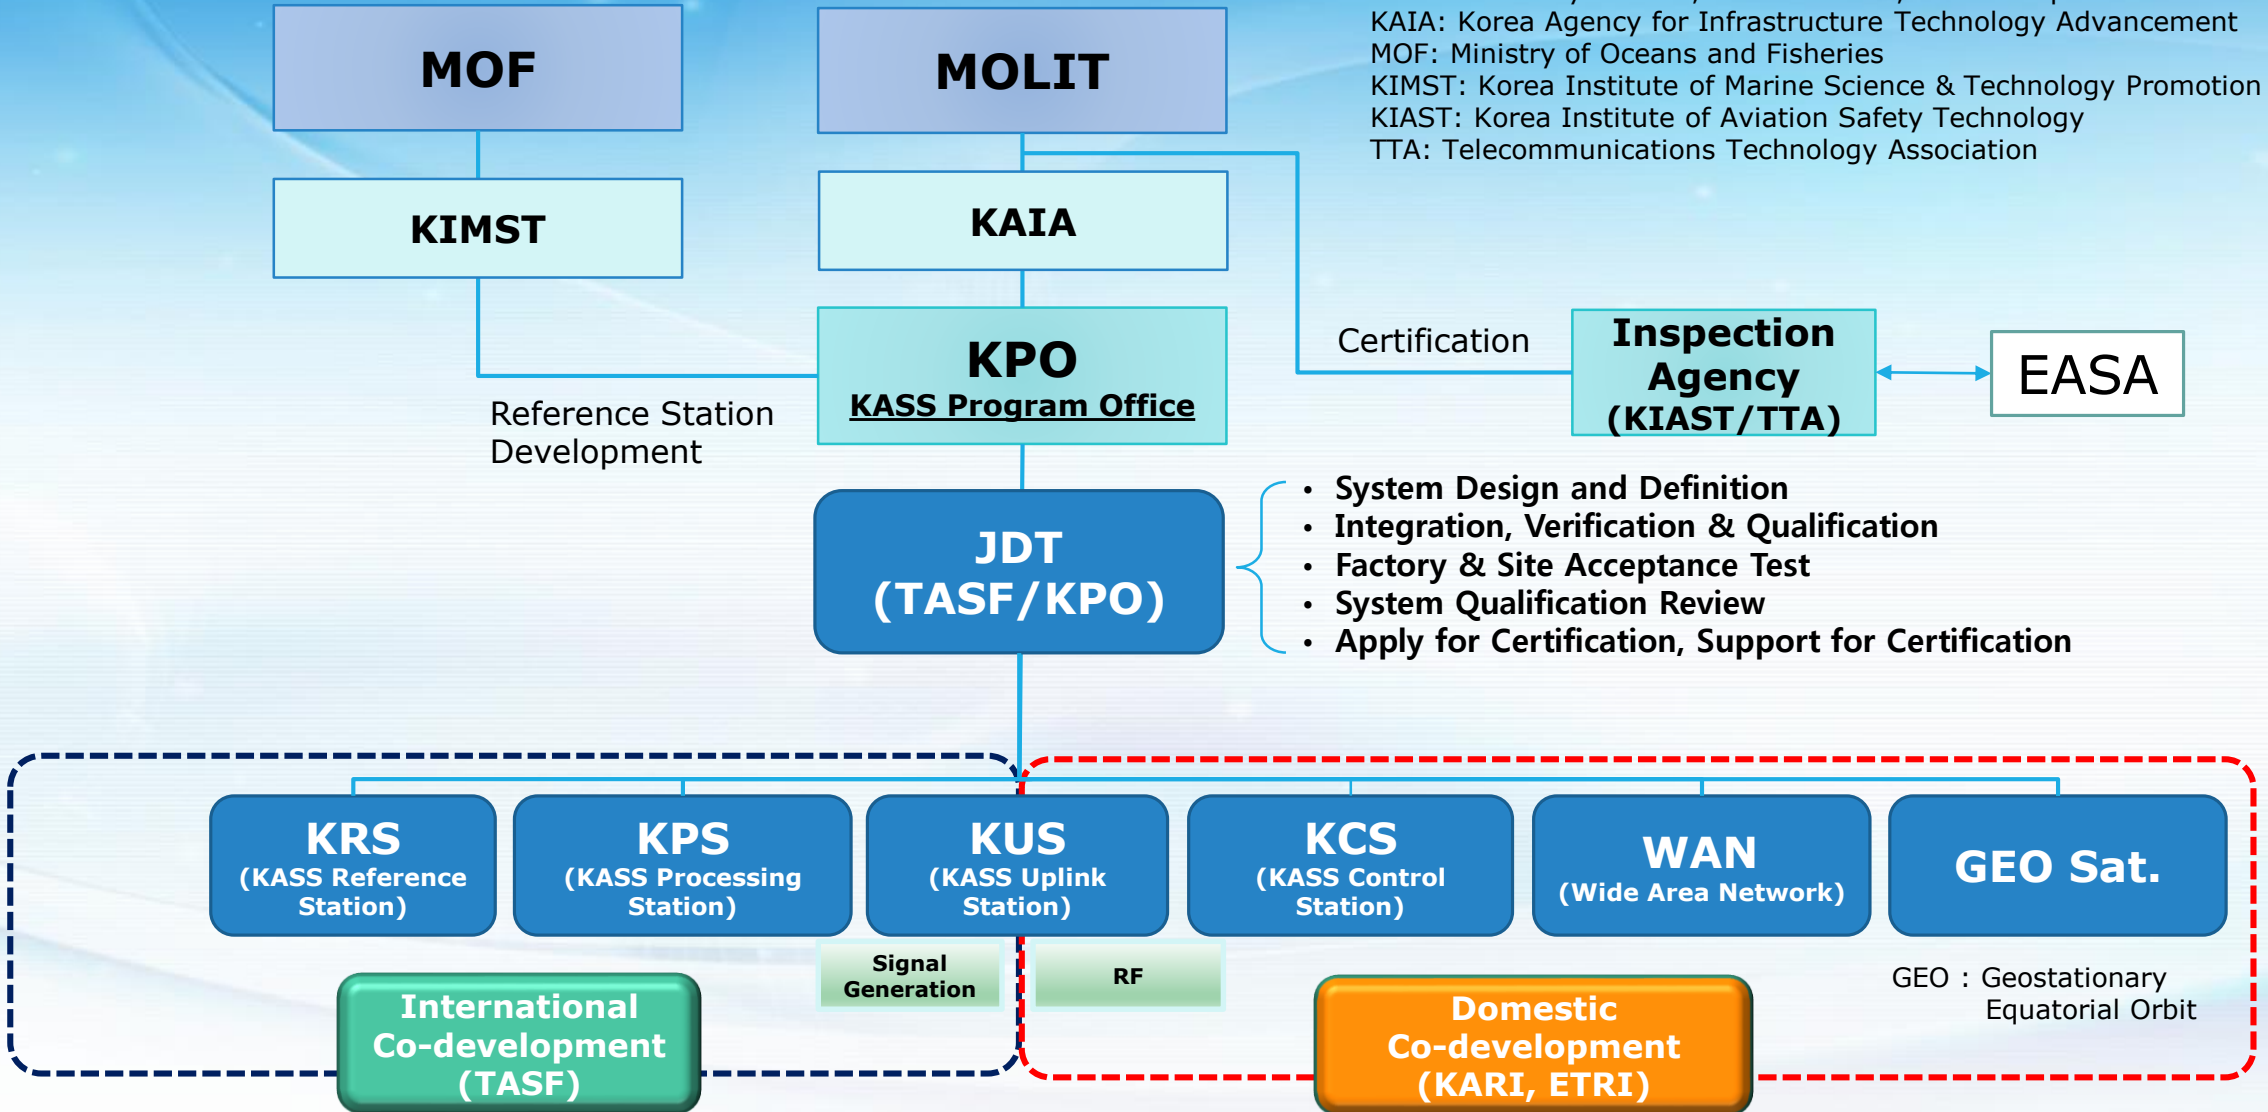 KAIA: Korea Agency for Infrastructure Technology Advancement
MOF: Ministry of Oceans and Fisheries
KIMST: Korea Institute of Marine Science & Technology Promotion
KIAST: Korea Institute of Aviation Safety Technology
TTA: Telecommunications Technology Association
MOF
MOLIT
KIMST
KAIA
KPO
KASS Program Office
Reference Station
Development
Certification
Inspection
Agency
(KIAST/TTA)
EASA
JDT
(TASF/KPO)
• System Design and Definition
• Integration, Verification & Qualification
• Factory & Site Acceptance Test
• System Qualification Review
• Apply for Certification, Support for Certification
KRS
(KASS Reference
Station)
KPS
(KASS Processing
Station)
KUS
(KASS Uplink
Station)
KCS
(KASS Control
Station)
WAN
(Wide Area Network)
GEO Sat.
Signal
Generation
RF
GEO : Geostationary
Equatorial Orbit
International
Co-development
(TASF)
Domestic
Co-development
(KARI, ETRI)